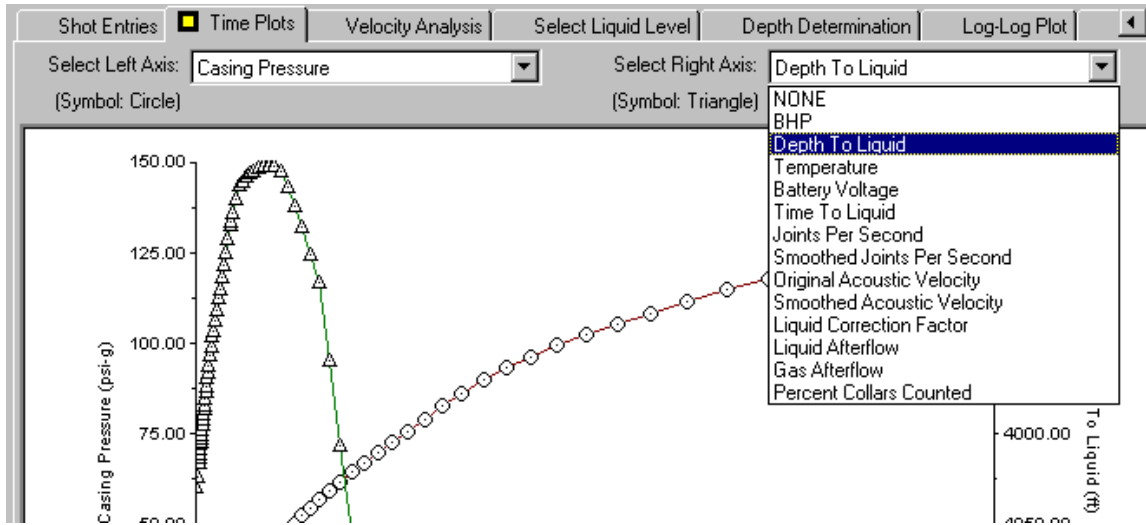 Shot Entries Time Plots Velocity Analysis Select Liquid Level Depth Determination Log-Log Plot
Select Left Axis: Casing Pressure Select Right Axis: Depth To Liquid
(Symbol: Circle) (Symbol: Triangle)
NONE
BHP
Depth To Liquid
Temperature
Battery Voltage
Time To Liquid
Joints Per Second
Smoothed Joints Per Second
Original Acoustic Velocity
Smoothed Acoustic Velocity
Liquid Correction Factor
Liquid Afterflow
Gas Afterflow
Percent Collars Counted
150.00
125.00
100.00
75.00
50.00
Casing Pressure (psi-g)
4000.00
4050.00
To Liquid (ft)